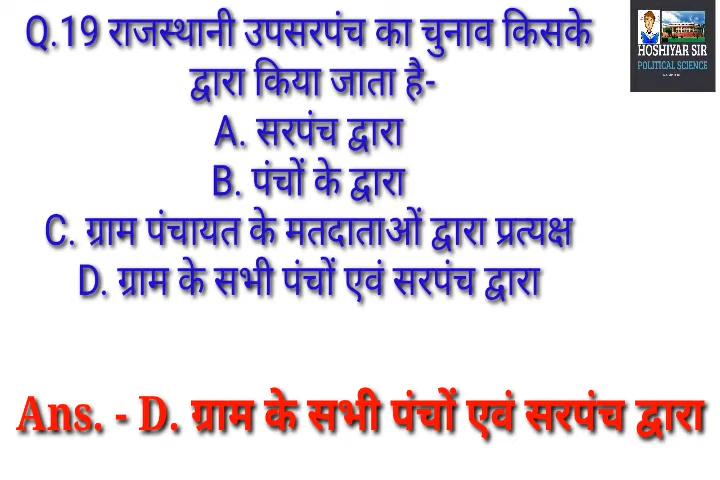 Q.19 राजस्थानी उपसरपंच का चुनाव किसके
द्वारा किया जाता है-
A. सरपंच द्वारा
B. पंचों के द्वारा
C. ग्राम पंचायत के मतदाताओं द्वारा प्रत्यक्ष
D. ग्राम के सभी पंचों एवं सरपंच द्वारा
Ans. - D. ग्राम के सभी पंचों एवं सरपंच द्वारा
HOSHIYAR SIR
POLITICAL SCIENCE